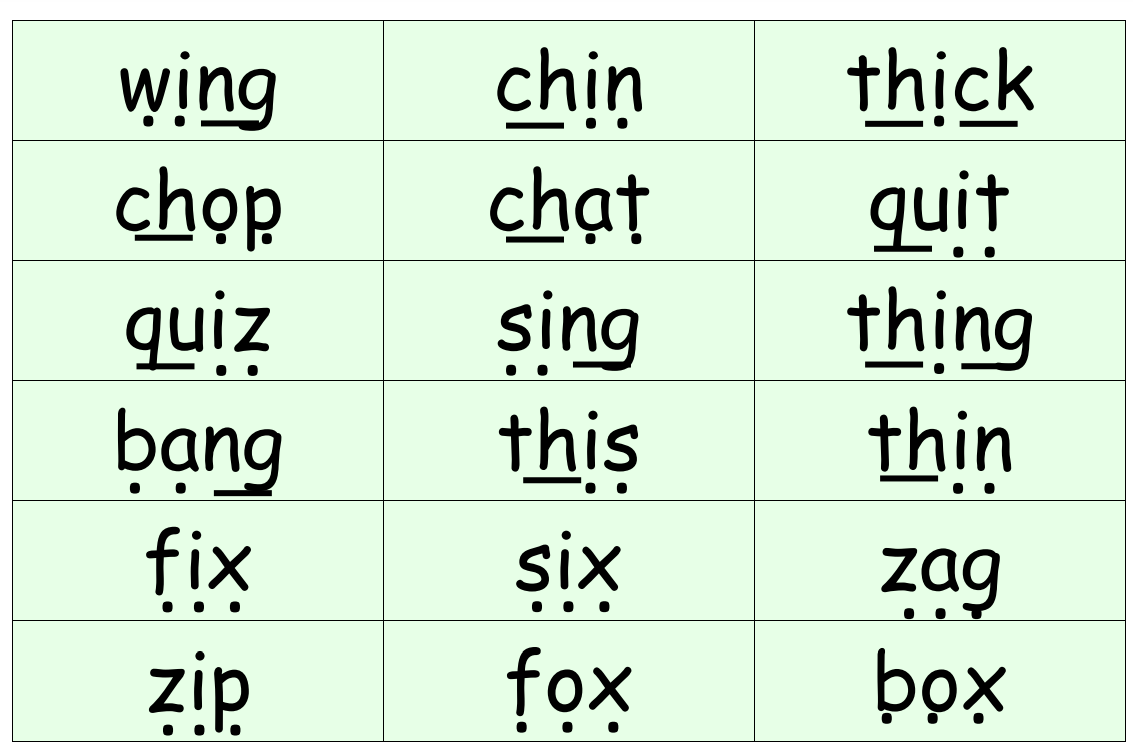 wing chin thick
chop chat quit
quiz sing thing
bang this thin
fix six zag
zip fox box